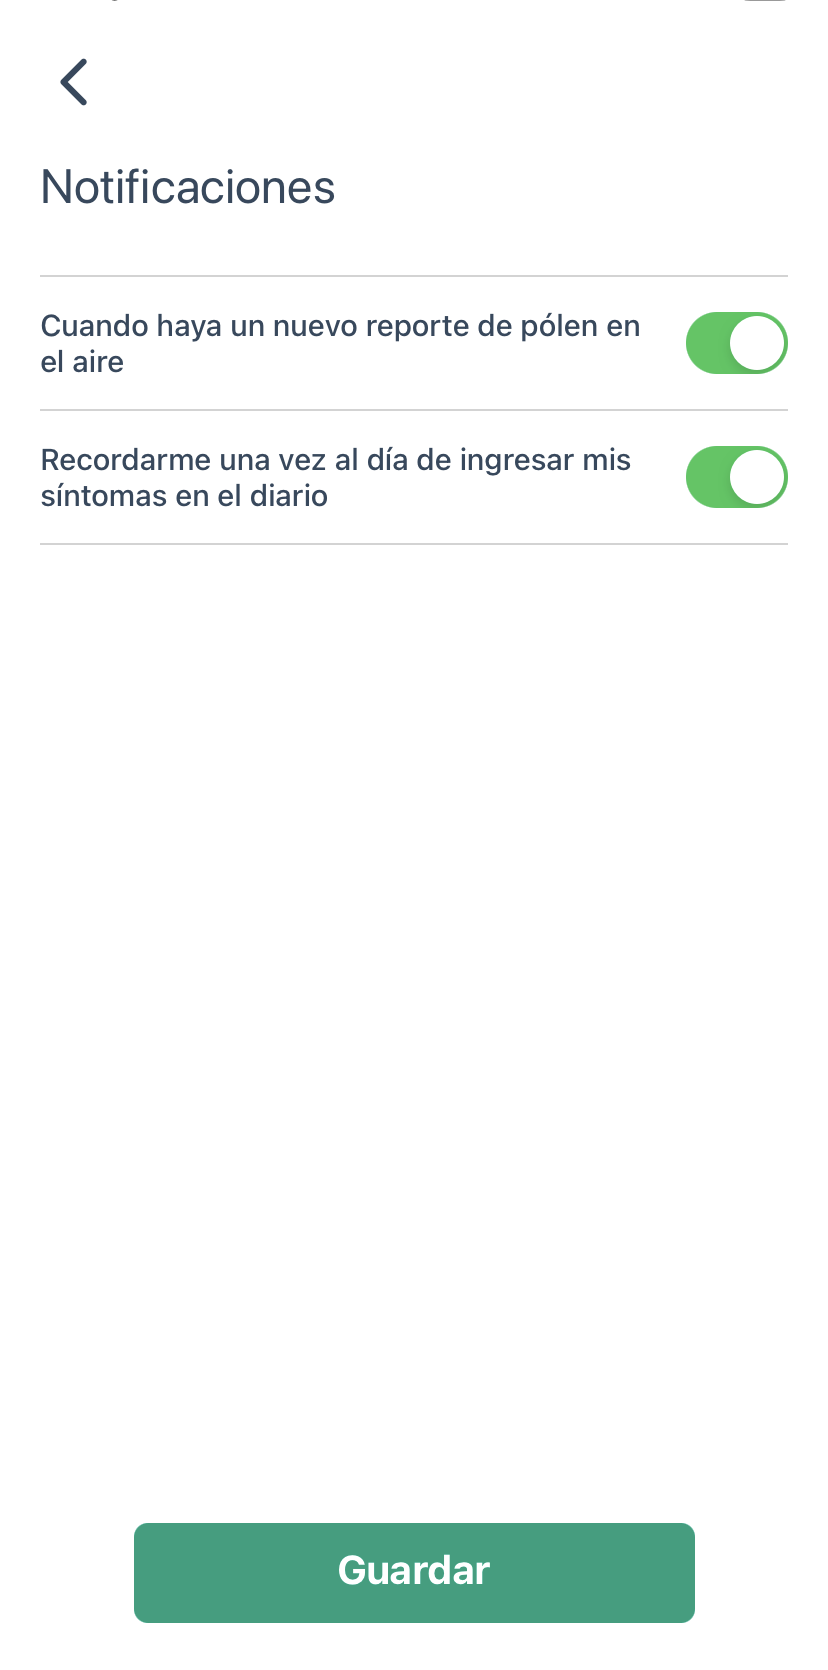 Notificaciones
Cuando haya un nuevo reporte de pólen en
el aire
Recordarme una vez al día de ingresar mis
síntomas en el diario
Guardar